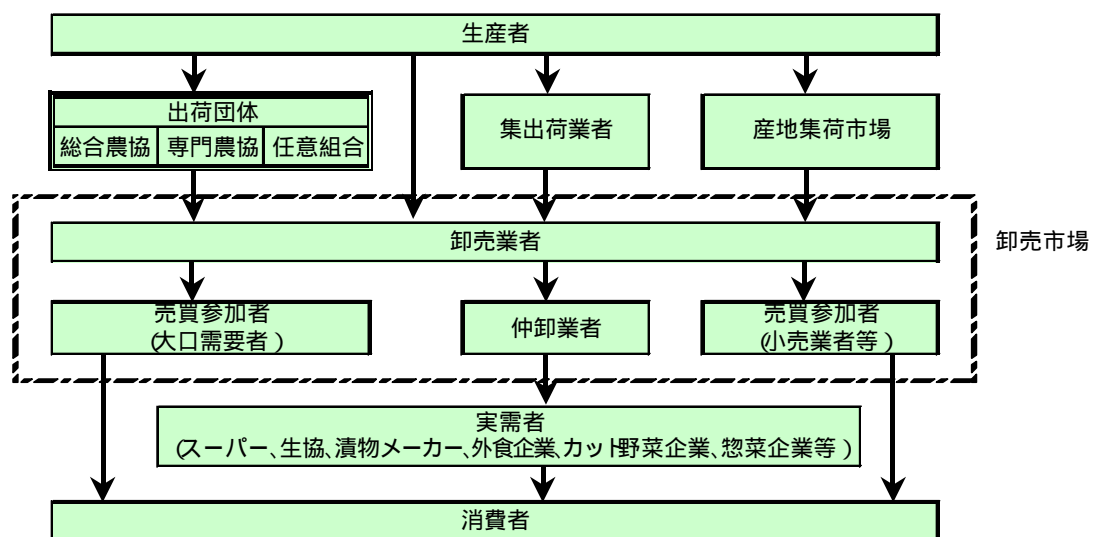 生産者
出荷団体
総合農協 専門農協 任意組合
集出荷業者
産地集荷市場
卸売業者
卸売市場
売買参加者
(大口需要者)
仲卸業者
売買参加者
(小売業者等)
実需者
(スーパー、生協、漬物メーカー、外食企業、カット野菜企業、惣菜企業等)
消費者